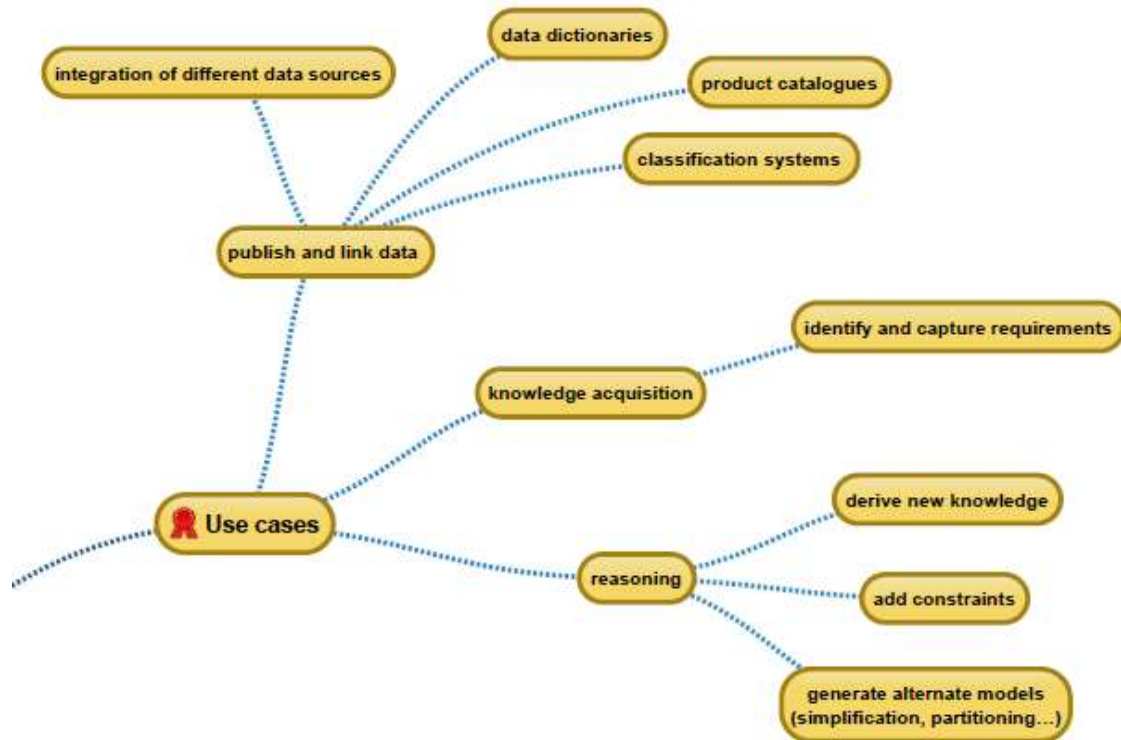 data dictionaries
integration of different data sources
product catalogues
classification systems
publish and link data
identify and capture requirements
knowledge acquisition
derive new knowledge
Use cases
reasoning
add constraints
generate alternate models
(simplification, partitioning...)